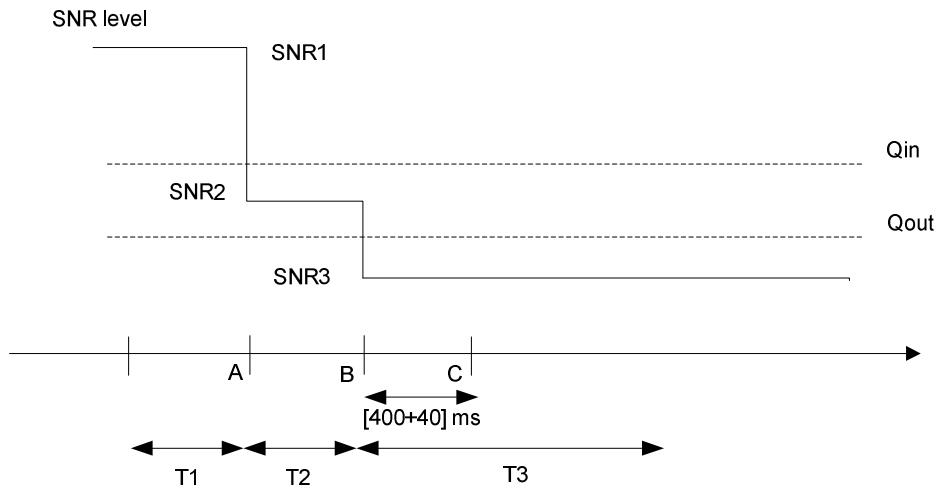 SNR level
SNR1
Qin
SNR2
Qout
SNR3
A
B
C
[400+40] ms
T1
T2
T3